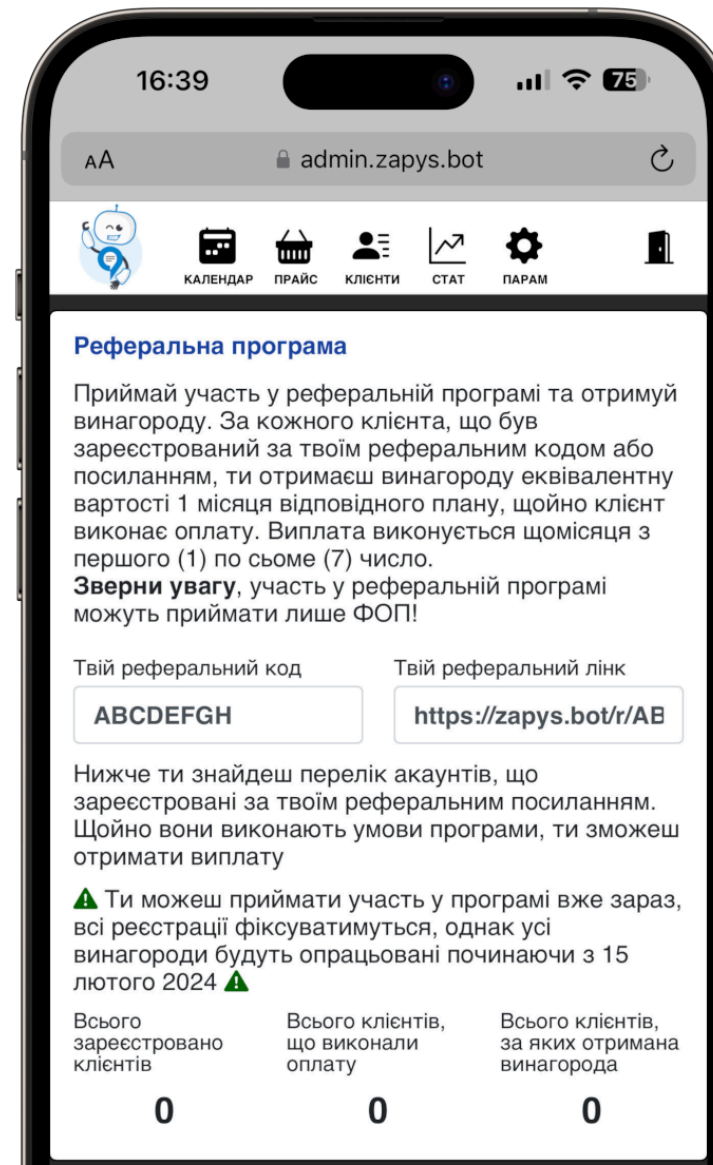 16:39
75
AA
admin.zapys.bot
КАЛЕНДАР
ПРАЙС
КЛІЄНТИ
СТАТ
ПАРАМ
Реферальна програма
Приймай участь у реферальній програмі та отримуй
винагороду. За кожного клієнта, що був
зареєстрований за твоїм реферальним кодом або
посиланням, ти отримаєш винагороду еквівалентну
вартості 1 місяця відповідного плану, щойно клієнт
виконає оплату. Виплата виконується щомісяця з
першого (1) по сьоме (7) число.
Зверни увагу, участь у реферальній програмі
можуть приймати лише ФОП!
Твій реферальний код
Твій реферальний лінк
ABCDEFGH
https://zapys.bot/r/AB
Нижче ти знайдеш перелік акаунтів, що
зареєстровані за твоїм реферальним посиланням.
Щойно вони виконають умови програми, ти зможеш
отримати виплату
Ти можеш приймати участь у програмі вже зараз,
всі реєстрації фіксуватимуться, однак усі
винагороди будуть опрацьовані починаючи з 15
лютого 2024
Всього
зареєстровано
клієнтів
0
Всього клієнтів,
що виконали
оплату
0
Всього клієнтів,
за яких отримана
винагорода
0